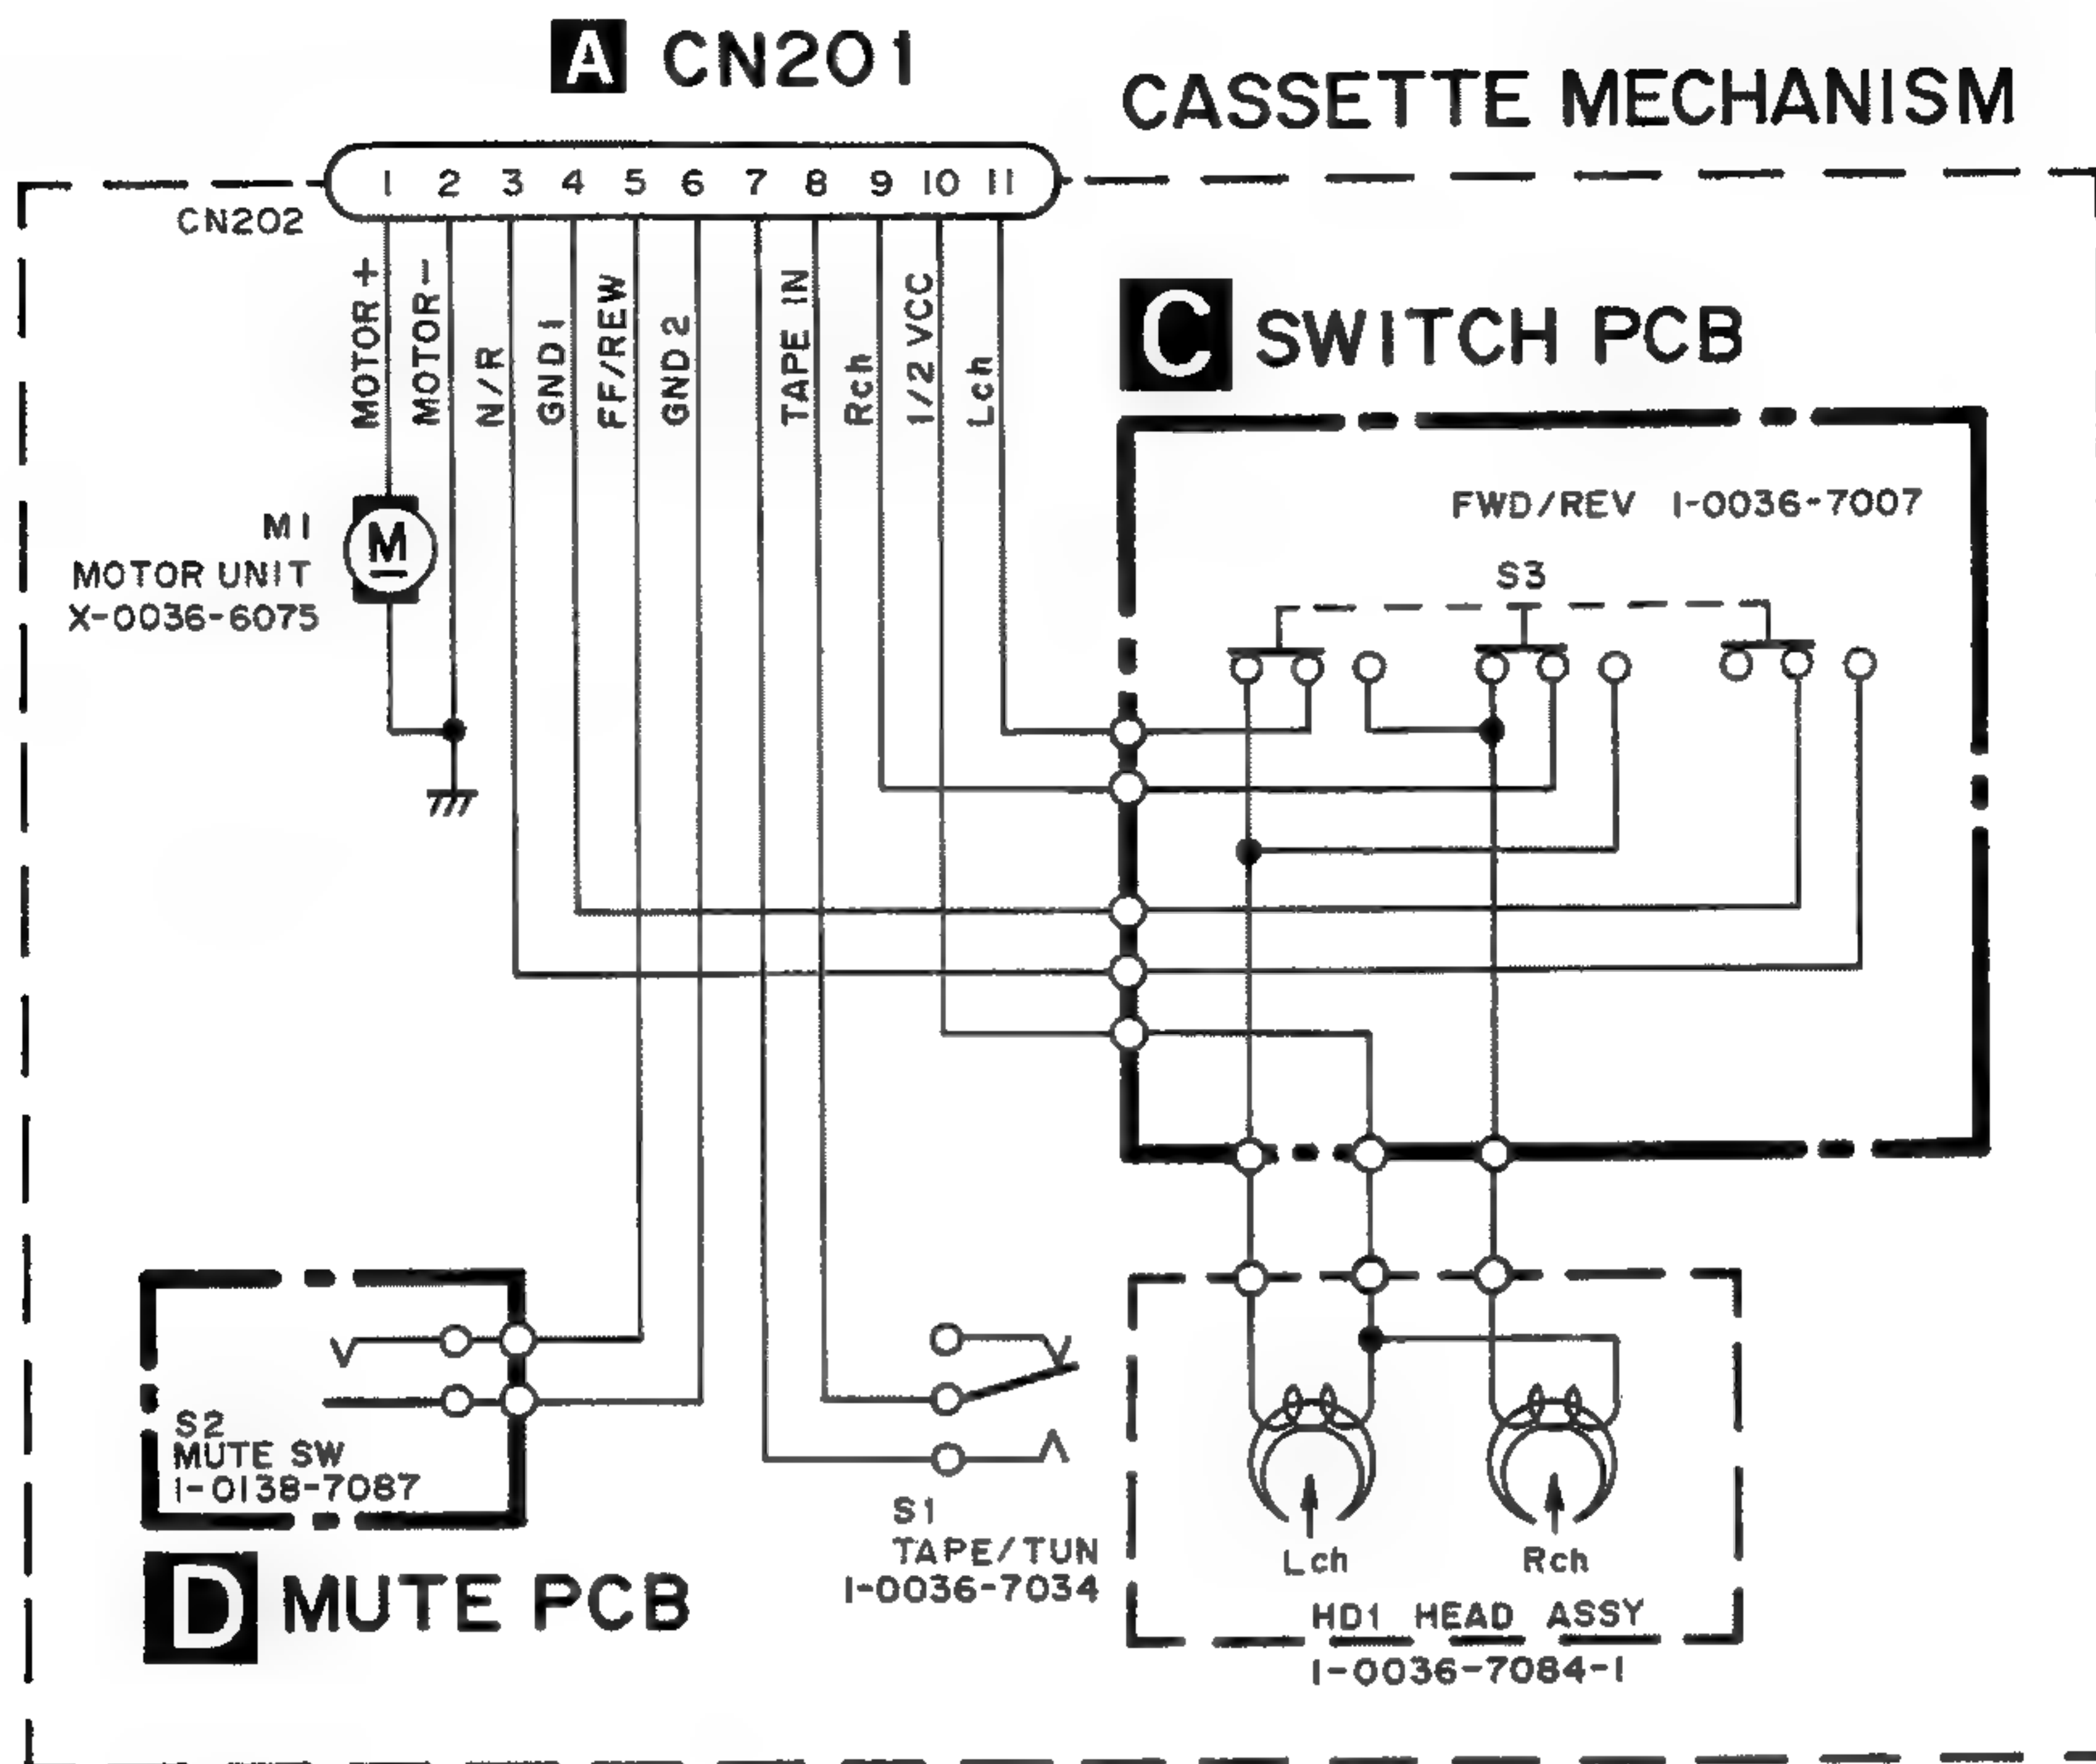 A CN201
CASSETTE MECHANISM
1 2 3 4 5 6 7 8 9 10 11
CN202
MOTOR +
MOTOR-
N/R
GND 1
FF/REW
GND 2
TAPE IN
Rch
1/2 VCC
Lch
C SWITCH PCB
FWD/REV 1-0036-7007
S3
M1
M
MOTOR UNIT
X-0036-6075
S2
MUTE SW
1-0138-7087
D MUTE PCB
S1
TAPE/TUN
1-0036-7034
Lch Rch
HD1 HEAD ASSY
1-0036-7084-1